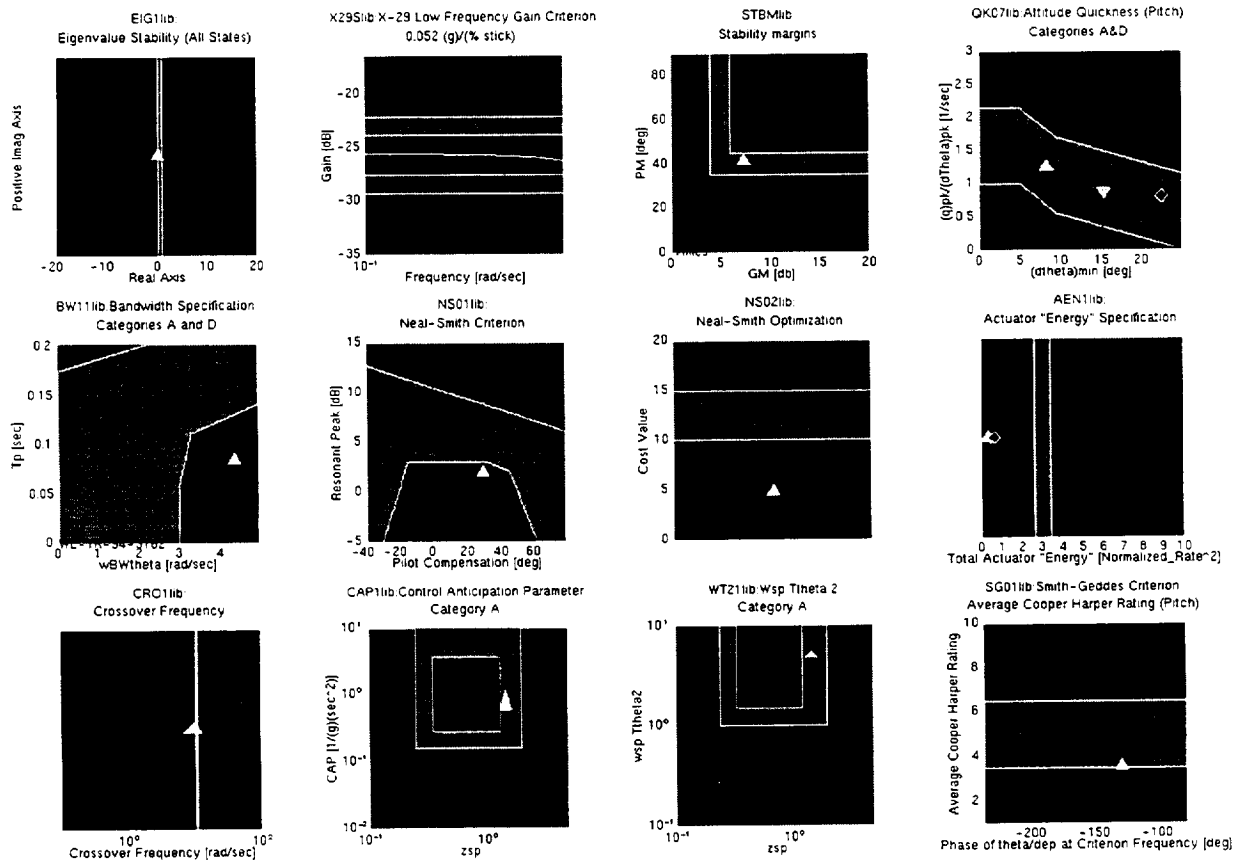 EIG1lib:
Eigenvalue Stability (All States)
Positive Imag Axis
-20 -10 0 10 20
Real Axis
X29Slib X-29 Low Frequency Gain Criterion
0.052 (g)/(% stick)
Gain [dB]
-20
-25
-30
-35
10⁻¹
Frequency [rad/sec]
STBMlib
Stability margins
PM [deg]
80
60
40
20
0
0 5 10 15 20
GM [db]
QK07lib:Altitude Quickness (Pitch)
Categories A&D
(q)pk/(dTheta)pk [1/sec]
3
2.5
2
1.5
1
0.5
0
0 10 20
(dtheta)min [deg]
BW11lib:Bandwidth Specification
Categories A and D
Tp [sec]
0.2
0.15
0.1
0.05
0
0 1 2 3 4
wBWtheta [rad/sec]
NS01lib:
Neal-Smith Criterion
Resonant Peak [dB]
15
10
5
0
-5
-40 -20 0 20 40 60
Pilot Compensation [deg]
NS02lib:
Neal-Smith Optimization
Cost Value
20
15
10
5
0
AEN1lib:
Actuator "Energy" Specification
0 1 2 3 4 5 6 7 8 9 10
Total Actuator "Energy" [Normalized_Rate^2]
CRO1lib:
Crossover Frequency
10⁰ 10²
Crossover Frequency [rad/sec]
CAP1lib:Control Anticipation Parameter
Category A
CAP [1/(g)(sec^2)]
10¹
10⁰
10⁻¹
10⁻²
10⁻¹ 10⁰
zsp
WT21lib:Wsp Ttheta 2
Category A
wsp Ttheta2
10¹
10⁰
10⁻¹
10⁻¹ 10⁰
zsp
SG01lib:Smith-Geddes Criterion
Average Cooper Harper Rating (Pitch)
Average Cooper Harper Rating
10
8
6
4
2
-200 -150 -100
Phase of theta/dep at Criterion Frequency [deg]